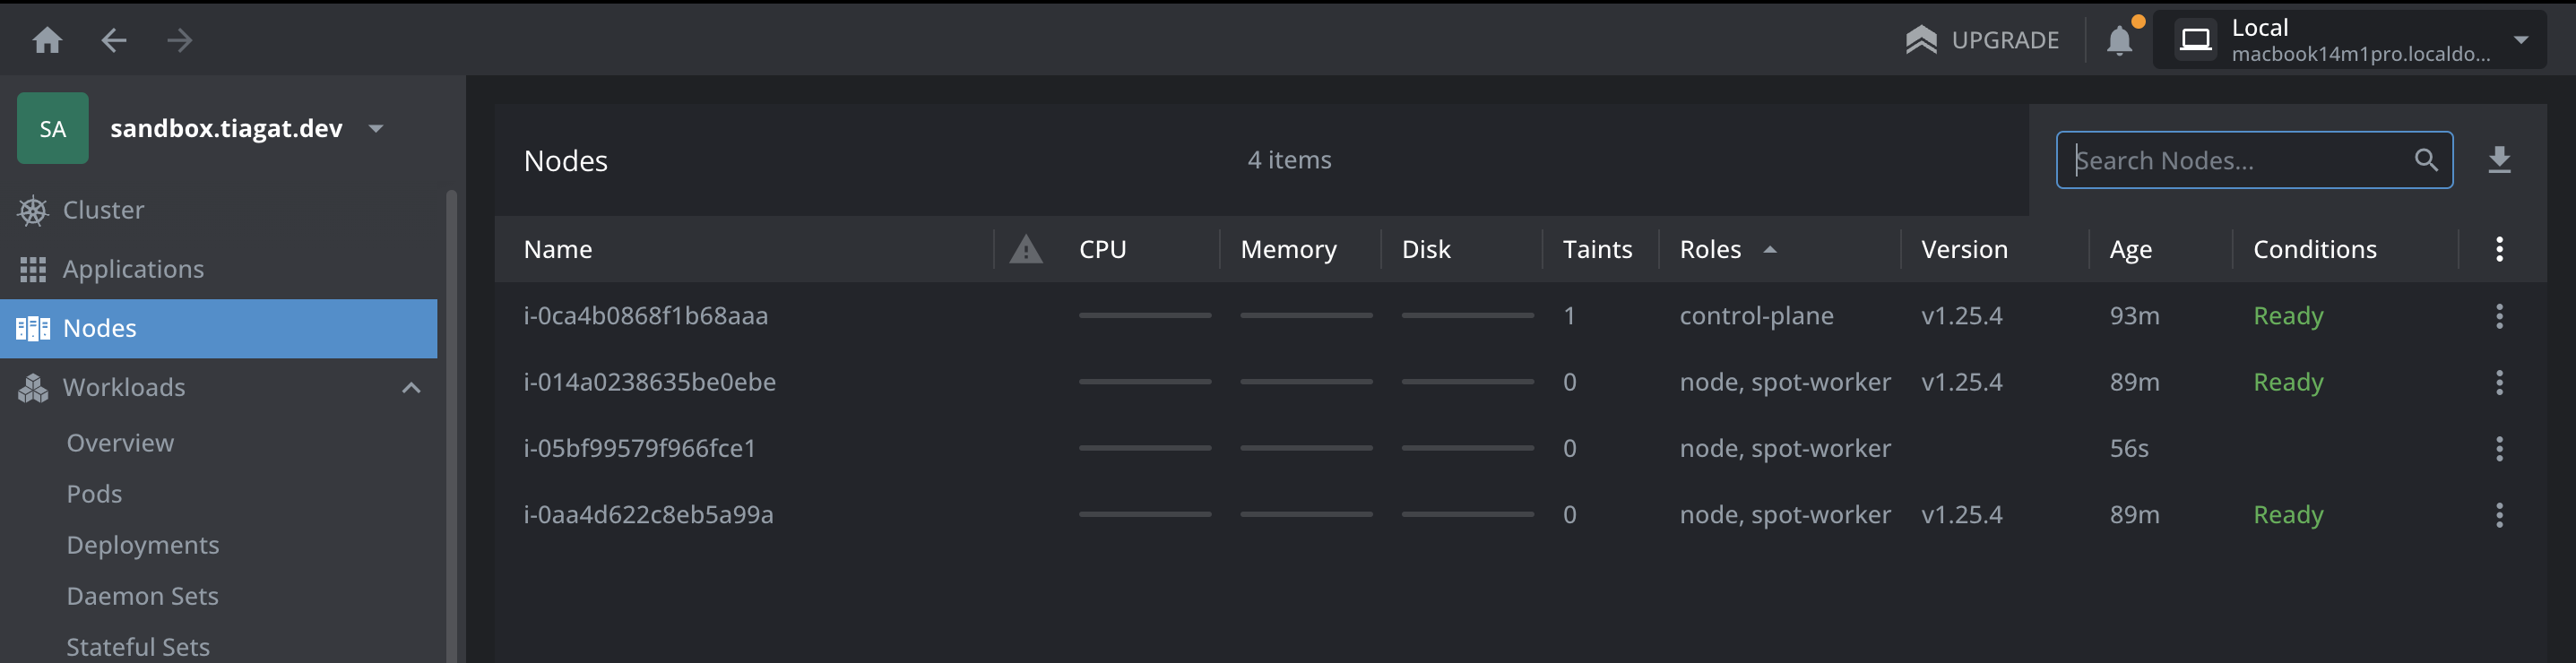 UPGRADE
Local
macbook14m1pro.localdo...
SA
sandbox.tiagat.dev
Cluster
Applications
Nodes
Workloads
Overview
Pods
Deployments
Daemon Sets
Stateful Sets
Nodes 4 items Search Nodes...
Name CPU Memory Disk Taints Roles Version Age Conditions
i-0ca4b0868f1b68aaa 1 control-plane v1.25.4 93m Ready
i-014a0238635be0ebe 0 node, spot-worker v1.25.4 89m Ready
i-05bf99579f966fce1 0 node, spot-worker 56s
i-0aa4d622c8eb5a99a 0 node, spot-worker v1.25.4 89m Ready